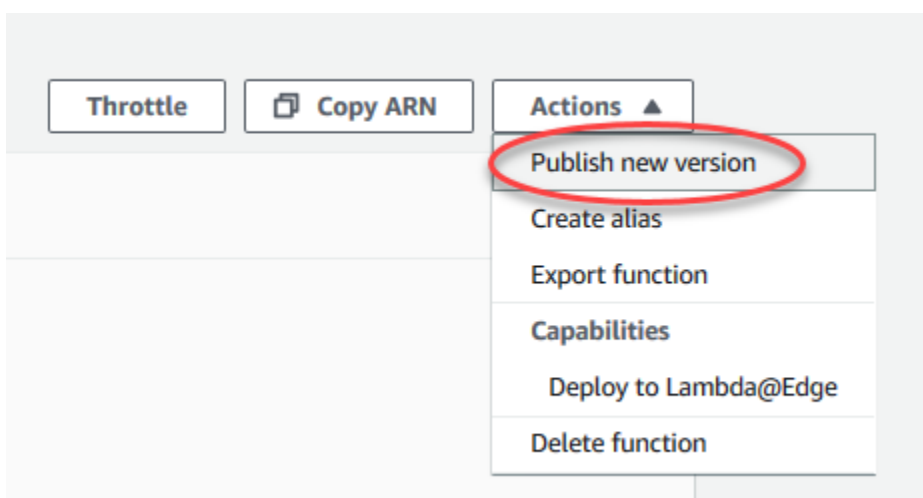 Throttle Copy ARN Actions
Publish new version
Create alias
Export function
Capabilities
Deploy to Lambda@Edge
Delete function